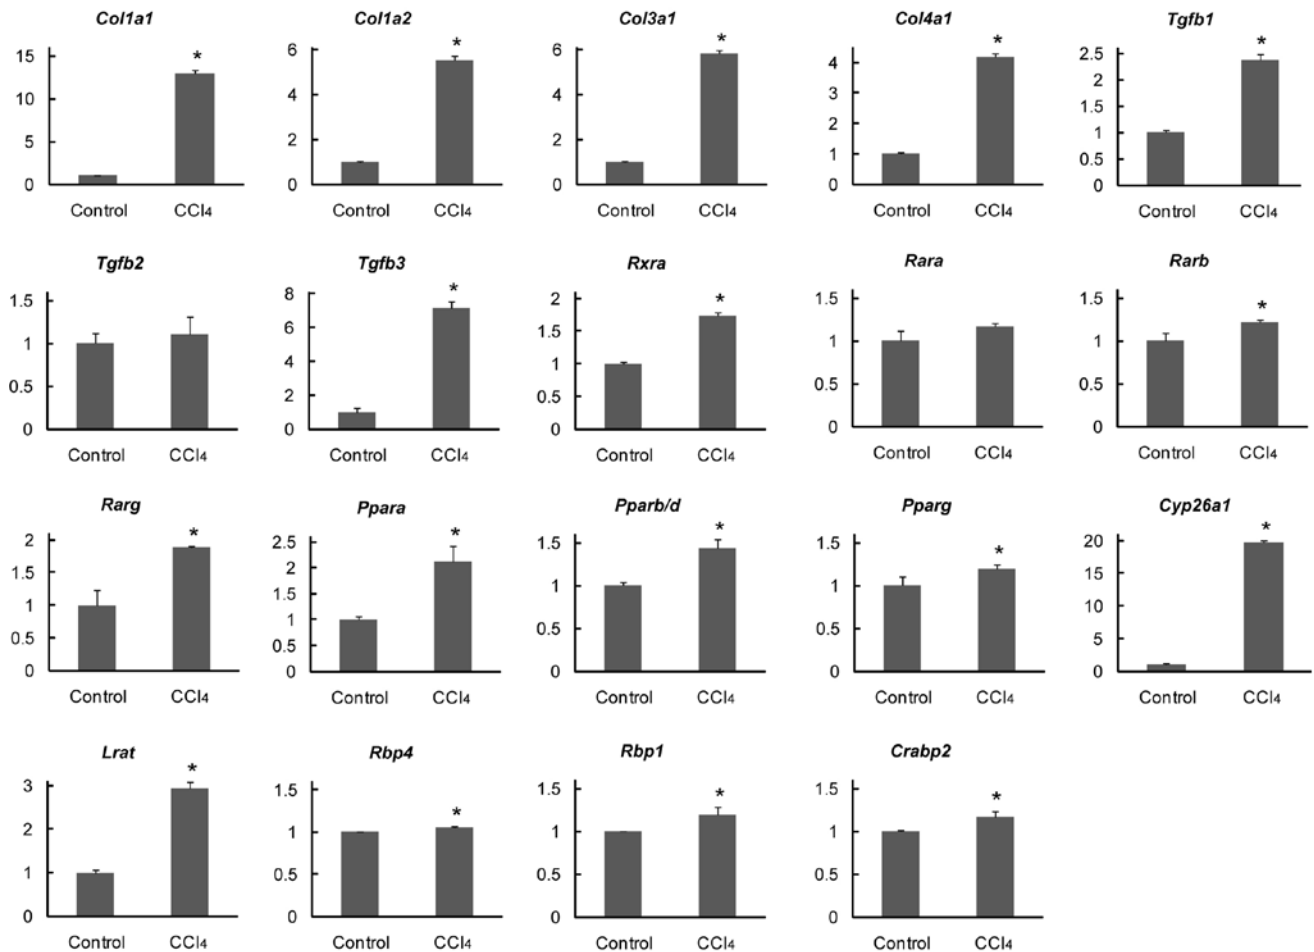 Col1a1 Col1a2 Col3a1 Col4a1 Tgfb1
15 10 5 0 * Control CCl4
6 4 2 0 * Control CCl4
6 4 2 0 * Control CCl4
4 3 2 1 0 * Control CCl4
2.5 2 1.5 1 0.5 0 * Control CCl4
Tgfb2 Tgfb3 Rxra Rara Rarb
1.5 1 0.5 0 Control CCl4
8 6 4 2 0 * Control CCl4
2 1.5 1 0.5 0 * Control CCl4
1.5 1 0.5 0 Control CCl4
1.5 1 0.5 0 * Control CCl4
Rarg Ppara Pparb/d Pparg Cyp26a1
2 1.5 1 0.5 0 * Control CCl4
2.5 2 1.5 1 0.5 0 * Control CCl4
1.5 1 0.5 0 * Control CCl4
1.5 1 0.5 0 * Control CCl4
20 15 10 5 0 * Control CCl4
Lrat Rbp4 Rbp1 Crabp2
3 2 1 0 * Control CCl4
1.5 1 0.5 0 * Control CCl4
1.5 1 0.5 0 * Control CCl4
1.5 1 0.5 0 * Control CCl4